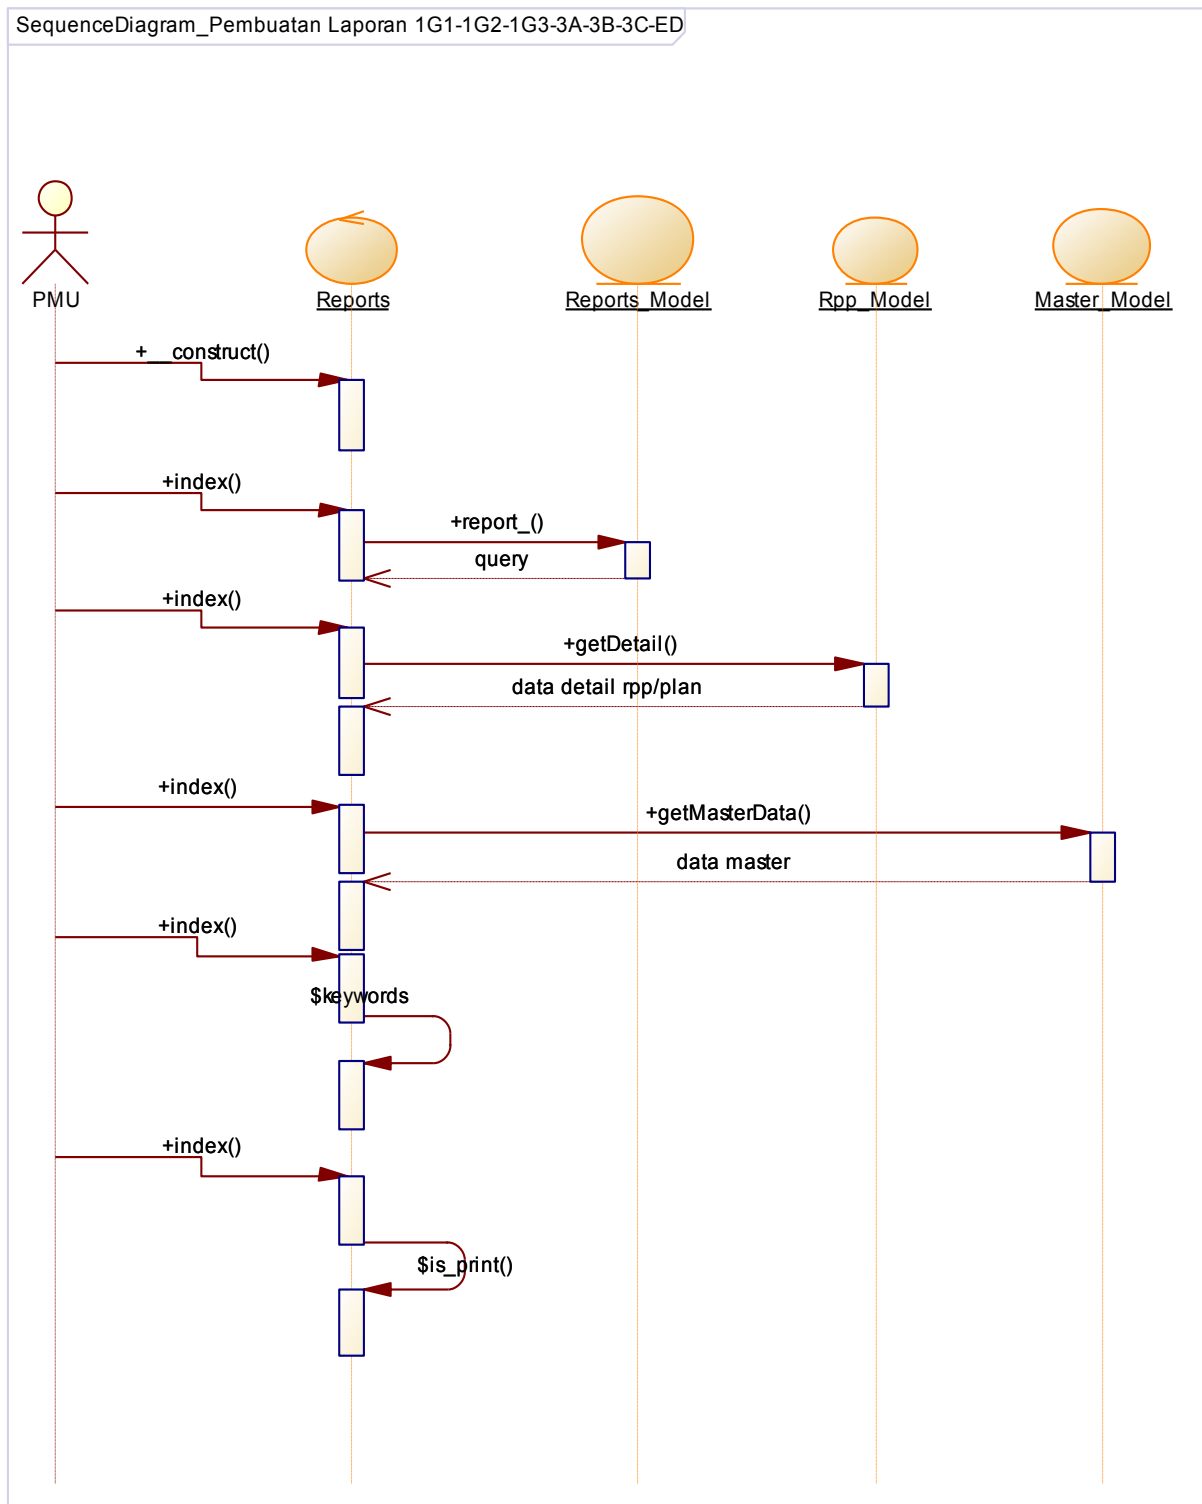 SequenceDiagram_Pembuatan Laporan 1G1-1G2-1G3-3A-3B-3C-ED
PMU
Reports
Reports_Model
Rpp_Model
Master_Model
+__construct()
+index()
+report_()
query
+index()
+getDetail()
data detail rpp/plan
+index()
+getMasterData()
data master
+index()
$keywords
+index()
$is_print()